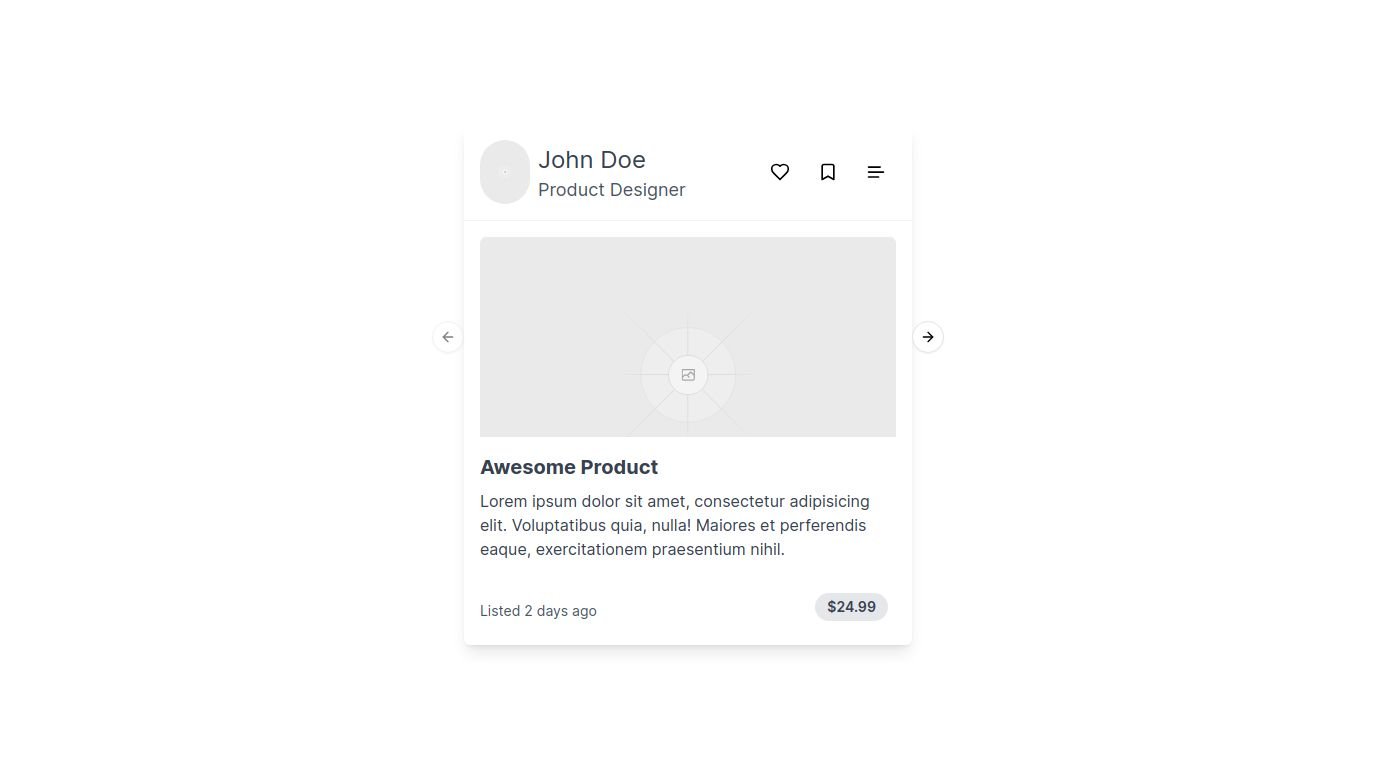 John Doe
Product Designer
Awesome Product
Lorem ipsum dolor sit amet, consectetur adipisicing
elit. Voluptatibus quia, nulla! Maiores et perferendis
eaque, exercitationem praesentium nihil.
Listed 2 days ago
$24.99